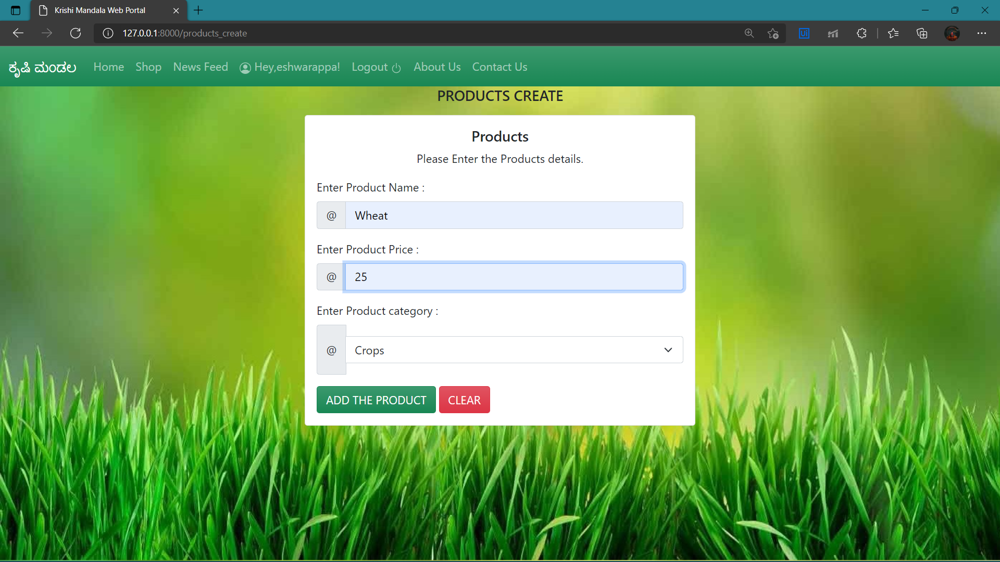 Krishi Mandala Web Portal
127.0.0.1:8000/products_create
Ui
ಕೃಷಿ ಮಂಡಲ Home Shop News Feed Hey,eshwarappa! Logout About Us Contact Us
PRODUCTS CREATE
Products
Please Enter the Products details.
Enter Product Name :
@ Wheat
Enter Product Price :
@ 25
Enter Product category :
@ Crops
ADD THE PRODUCT CLEAR